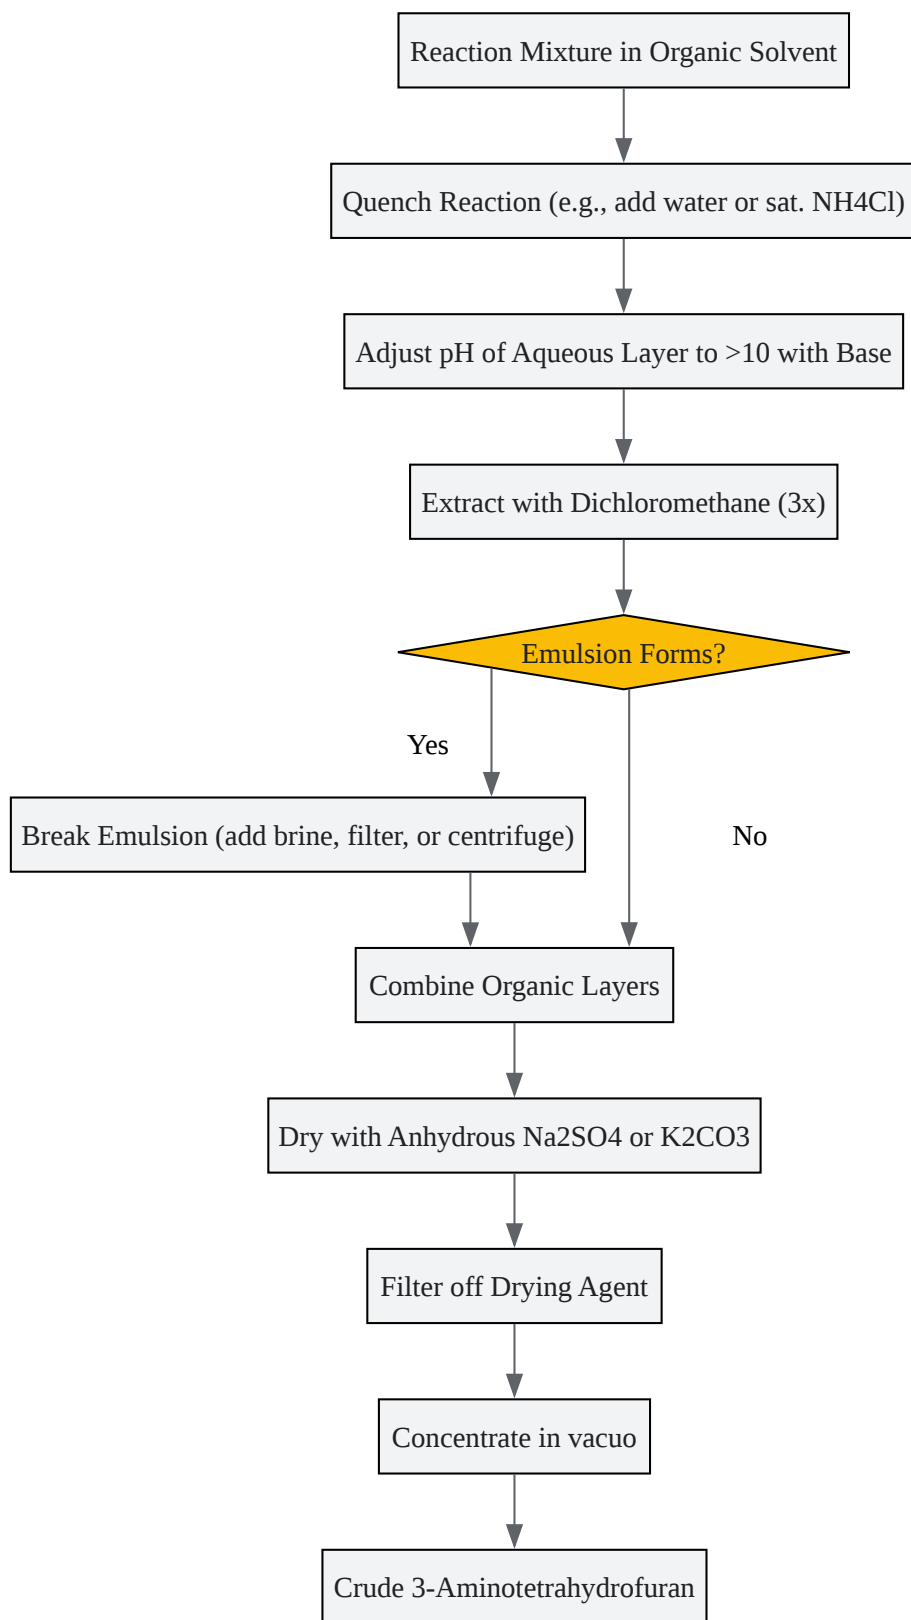 Reaction Mixture in Organic Solvent
Quench Reaction (e.g., add water or sat. NH4Cl)
Adjust pH of Aqueous Layer to >10 with Base
Extract with Dichloromethane (3x)
Emulsion Forms?
Yes
Break Emulsion (add brine, filter, or centrifuge)
No
Combine Organic Layers
Dry with Anhydrous Na2SO4 or K2CO3
Filter off Drying Agent
Concentrate in vacuo
Crude 3-Aminotetrahydrofuran